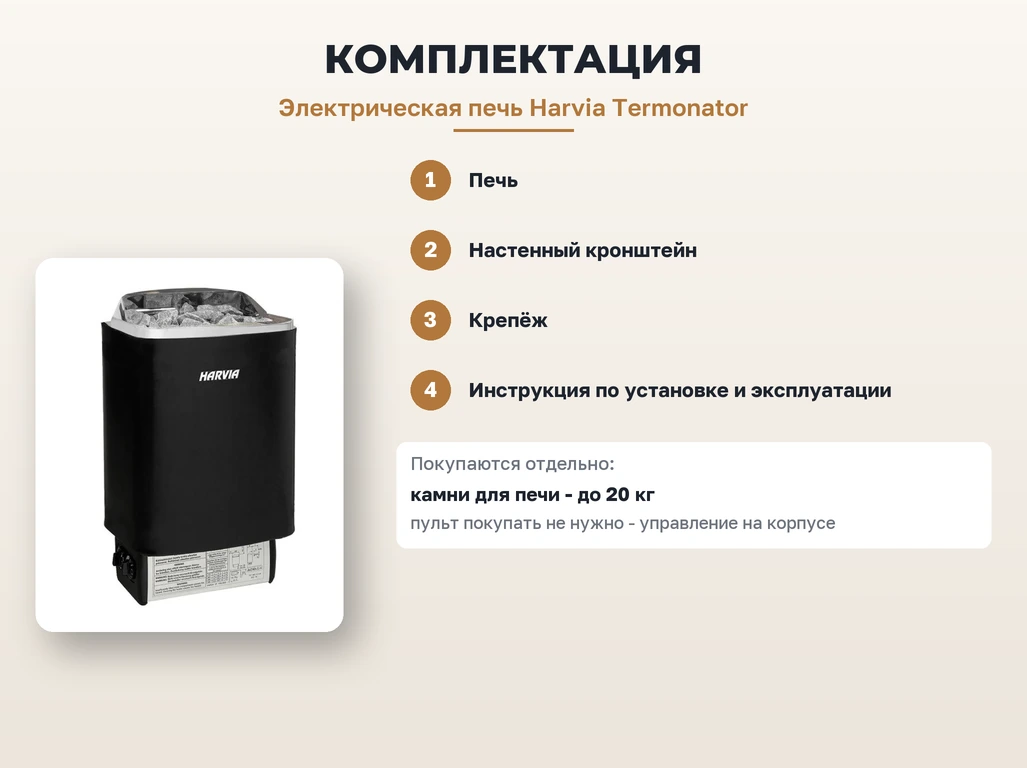 КОМПЛЕКТАЦИЯ
Электрическая печь Harvia Termonator
1 Печь
2 Настенный кронштейн
3 Крепёж
4 Инструкция по установке и эксплуатации
HARVIA
Покупаются отдельно:
камни для печи - до 20 кг
пульт покупать не нужно - управление на корпусе